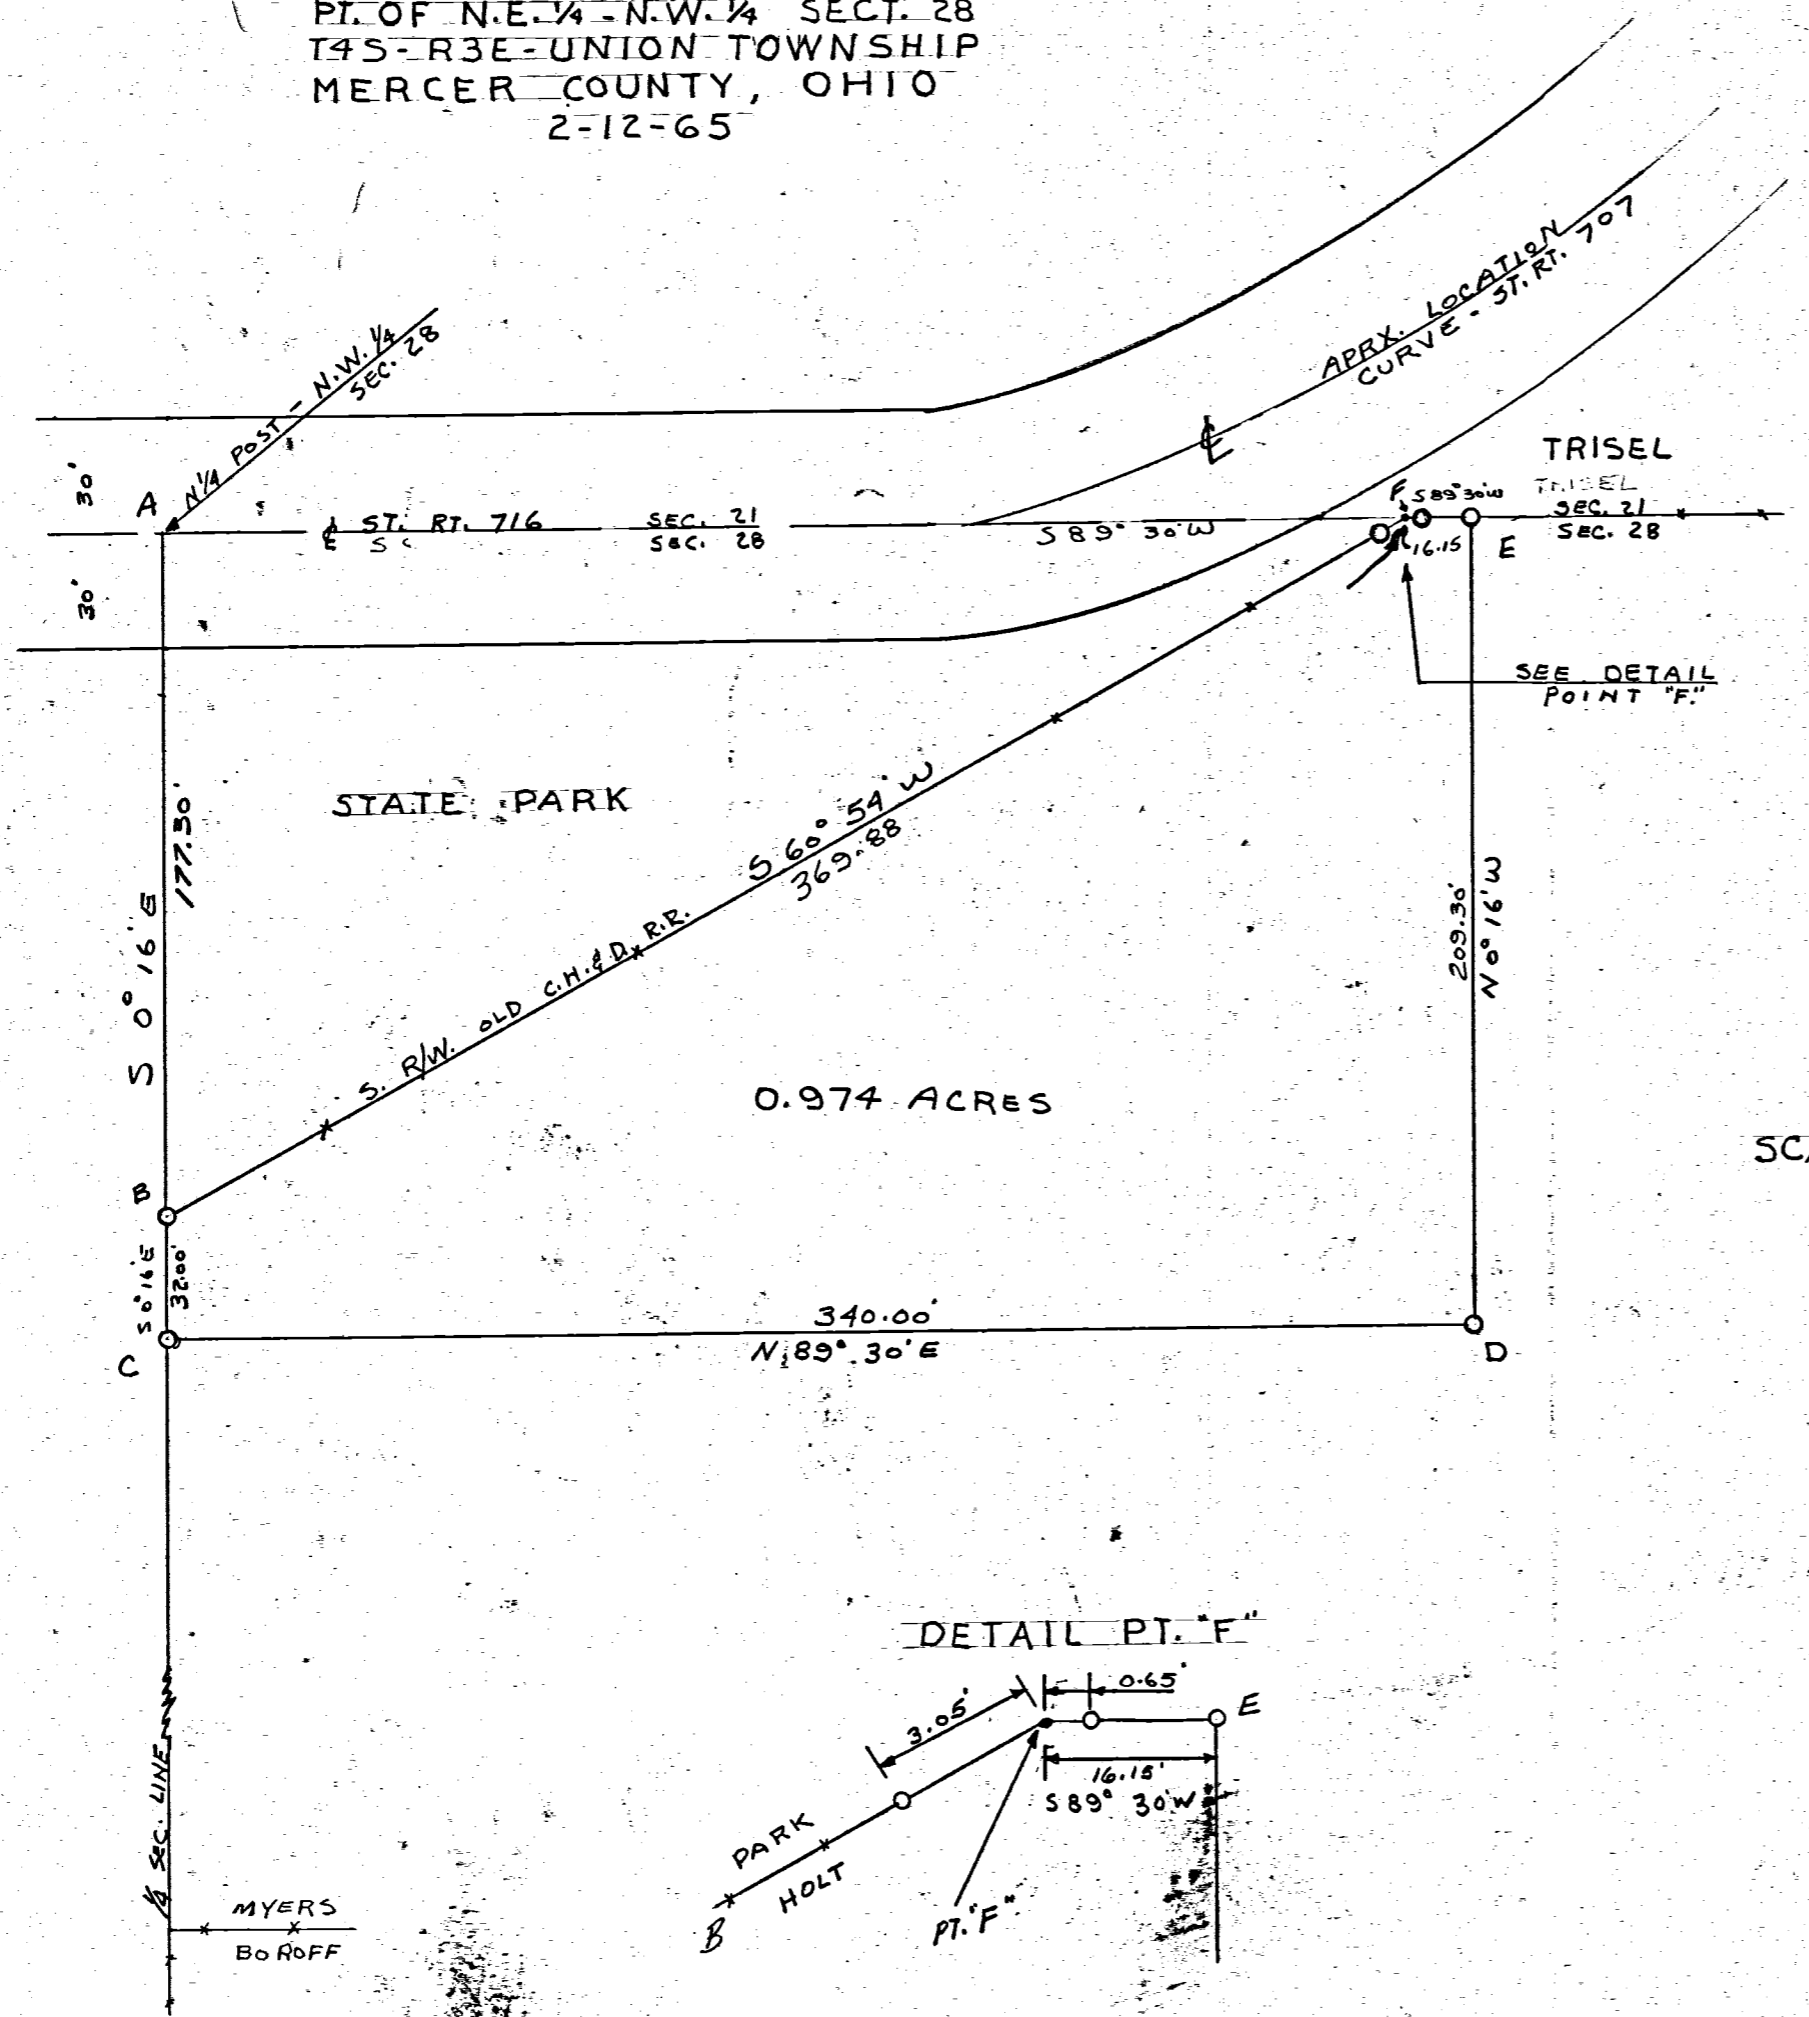 PT. OF N.E. 1/4 - N.W. 1/4 SECT. 28
T4S-R3E-UNION TOWNSHIP
MERCER COUNTY, OHIO
2-12-65
N 1/4 POST - N.W. 1/4
SEC. 28
APRX. LOCATION
CURVE - ST. RT. 707
℄
30'
A
℄ ST. RT. 716
SEC. 21
SEC. 28
S 89° 30' W
F
S 89° 30' W
16.15
E
TRISEL
TRISEL
SEC. 21
SEC. 28
30'
SEE DETAIL
POINT "F."
STATE PARK
177.30'
S 0° 16' E
S 60° 54' W
369.88
S. R/W. OLD C.H. & D. R.R.
209.30'
N 0° 16' W
0.974 ACRES
B
S 0° 16' E
32.00'
C
340.00'
N. 89° 30' E
D
DETAIL PT. "F"
3.05'
0.65'
E
16.15'
S 89° 30' W
PARK
HOLT
B
PT. "F"
1/4 SEC. LINE
MYERS
BOROFF